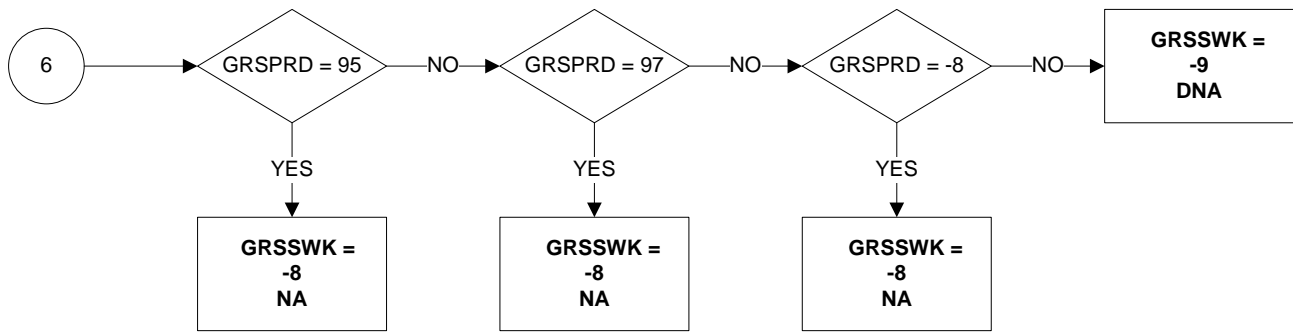 6
GRSPRD = 95
NO
GRSPRD = 97
NO
GRSPRD = -8
NO
GRSSWK =
-9
DNA
YES
YES
YES
GRSSWK =
-8
NA
GRSSWK =
-8
NA
GRSSWK =
-8
NA